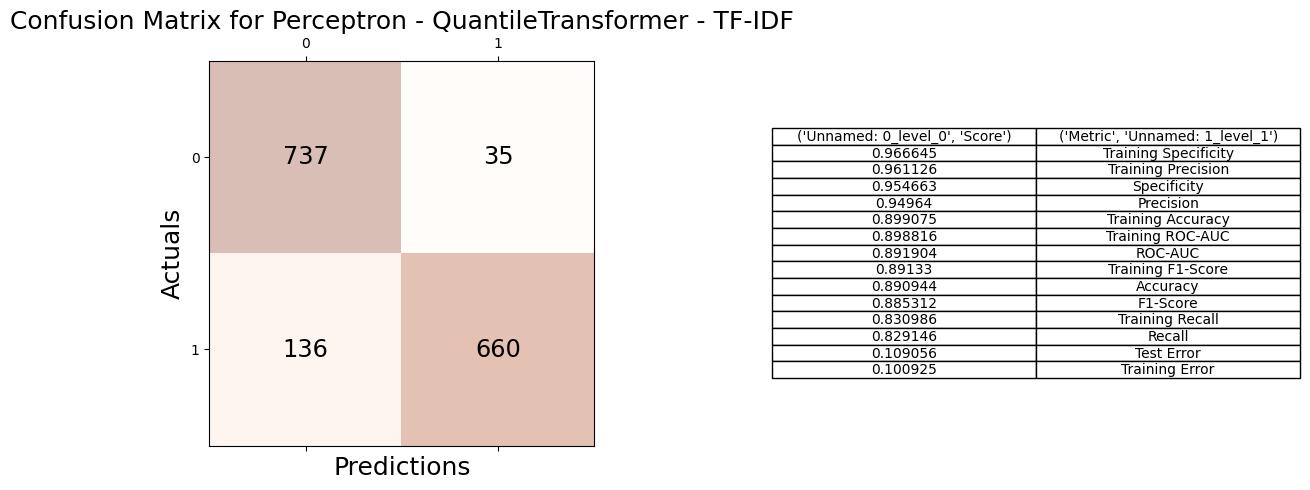 Confusion Matrix for Perceptron - QuantileTransformer - TF-IDF
0 1
0 737 35
1 136 660
Actuals
Predictions
('Unnamed: 0_level_0', 'Score') ('Metric', 'Unnamed: 1_level_1')
0.966645 Training Specificity
0.961126 Training Precision
0.954663 Specificity
0.94964 Precision
0.899075 Training Accuracy
0.898816 Training ROC-AUC
0.891904 ROC-AUC
0.89133 Training F1-Score
0.890944 Accuracy
0.885312 F1-Score
0.830986 Training Recall
0.829146 Recall
0.109056 Test Error
0.100925 Training Error